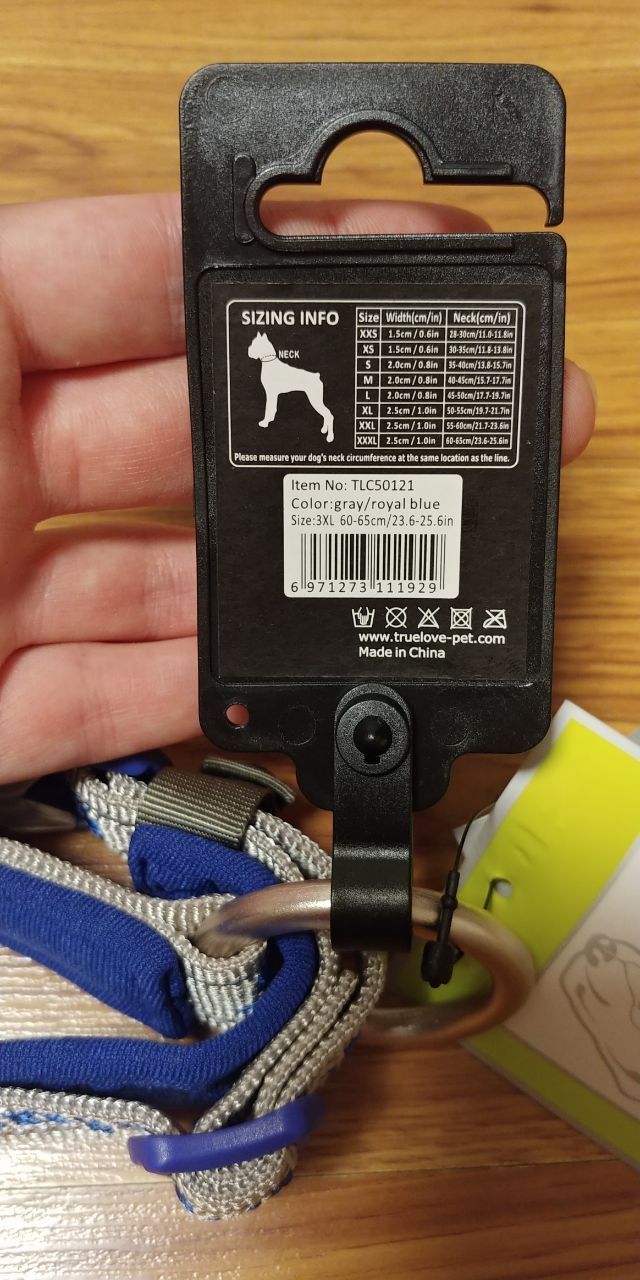 SIZING INFO
NECK
Size Width(cm/in) Neck(cm/in)
XXS 1.5cm / 0.6in 28-30cm/11.0-11.8in
XS 1.5cm / 0.6in 30-35cm/11.8-13.8in
S 2.0cm / 0.8in 35-40cm/13.8-15.7in
M 2.0cm / 0.8in 40-45cm/15.7-17.7in
L 2.0cm / 0.8in 45-50cm/17.7-19.7in
XL 2.5cm / 1.0in 50-55cm/19.7-21.7in
XXL 2.5cm / 1.0in 55-60cm/21.7-23.6in
XXXL 2.5cm / 1.0in 60-65cm/23.6-25.6in
Please measure your dog's neck circumference at the same location as the line.
Item No: TLC50121
Color:gray/royal blue
Size:3XL 60-65cm/23.6-25.6in
6 971273 111929
www.truelove-pet.com
Made in China